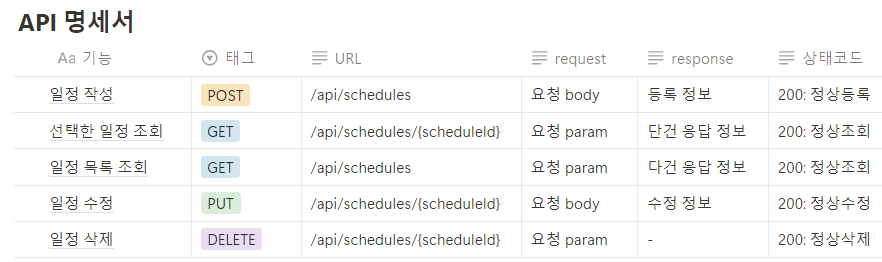 API 명세서
Aa 기능 태그 URL request response 상태코드
일정 작성 POST /api/schedules 요청 body 등록 정보 200: 정상등록
선택한 일정 조회 GET /api/schedules/{scheduleId} 요청 param 단건 응답 정보 200: 정상조회
일정 목록 조회 GET /api/schedules 요청 param 다건 응답 정보 200: 정상조회
일정 수정 PUT /api/schedules/{scheduleId} 요청 body 수정 정보 200: 정상수정
일정 삭제 DELETE /api/schedules/{scheduleId} 요청 param - 200: 정상삭제